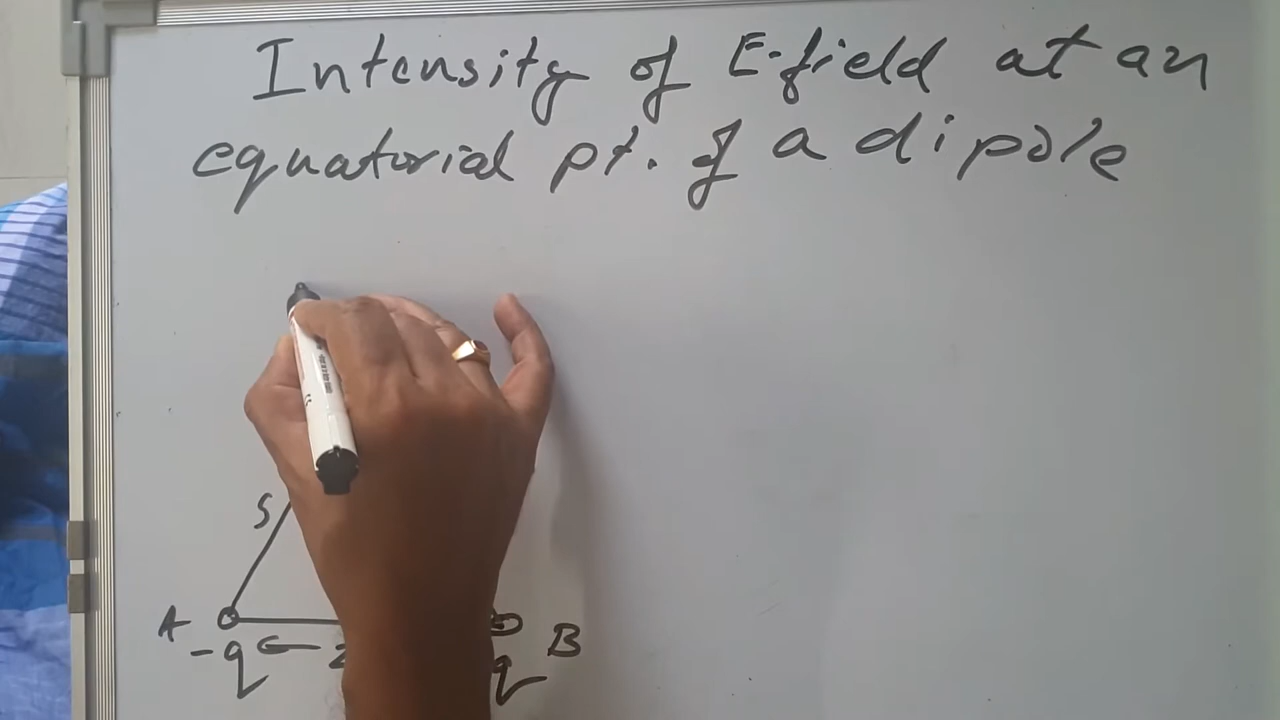 Intensity of E-field at an
equatorial pt. of a dipole
S
A B
-q q